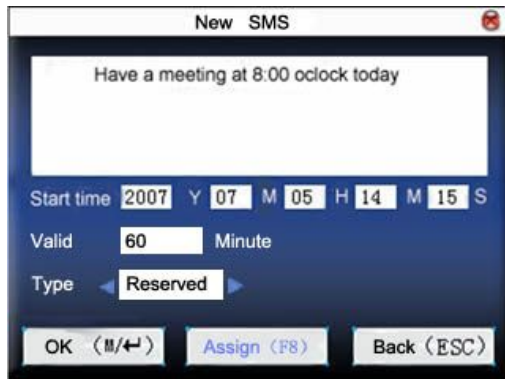 New SMS
Have a meeting at 8:00 oclock today
Start time 2007 Y 07 M 05 H 14 M 15 S
Valid 60 Minute
Type Reserved
OK (M/↵) Assign (F8) Back (ESC)